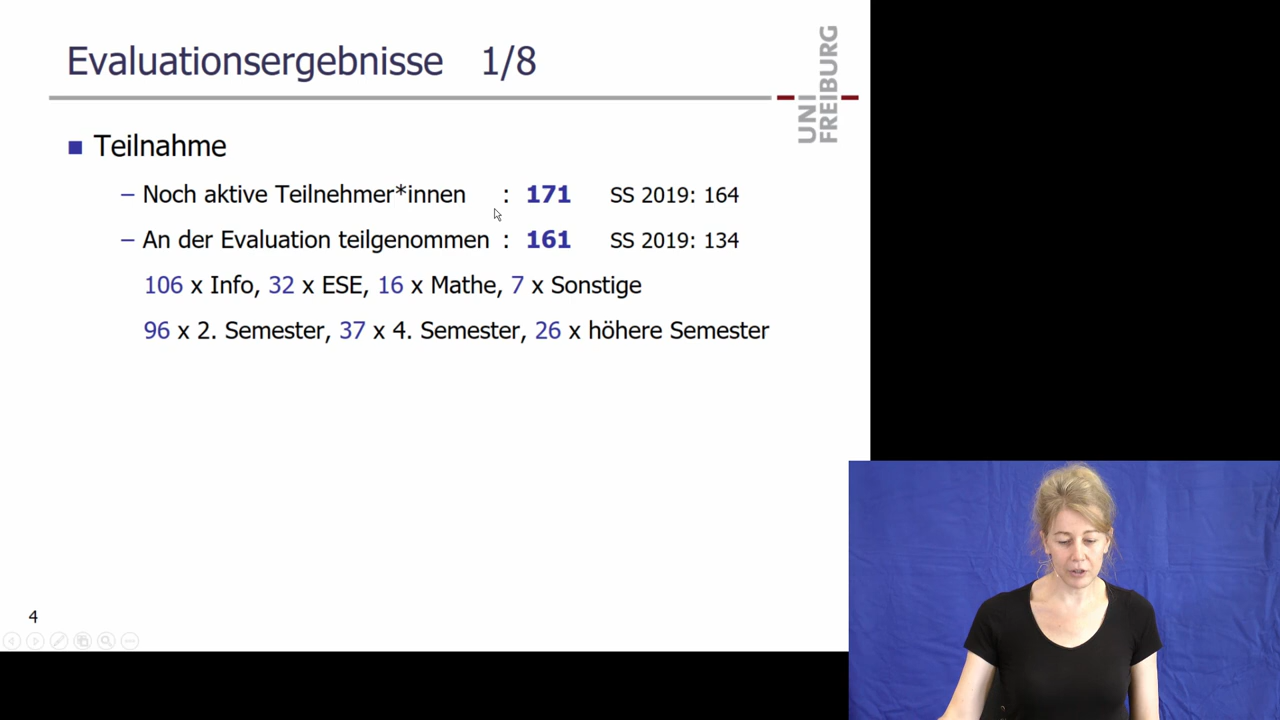 Evaluationsergebnisse 1/8
UNI
FREIBURG
■ Teilnahme
– Noch aktive Teilnehmer*innen : 171 SS 2019: 164
– An der Evaluation teilgenommen : 161 SS 2019: 134
106 x Info, 32 x ESE, 16 x Mathe, 7 x Sonstige
96 x 2. Semester, 37 x 4. Semester, 26 x höhere Semester
4